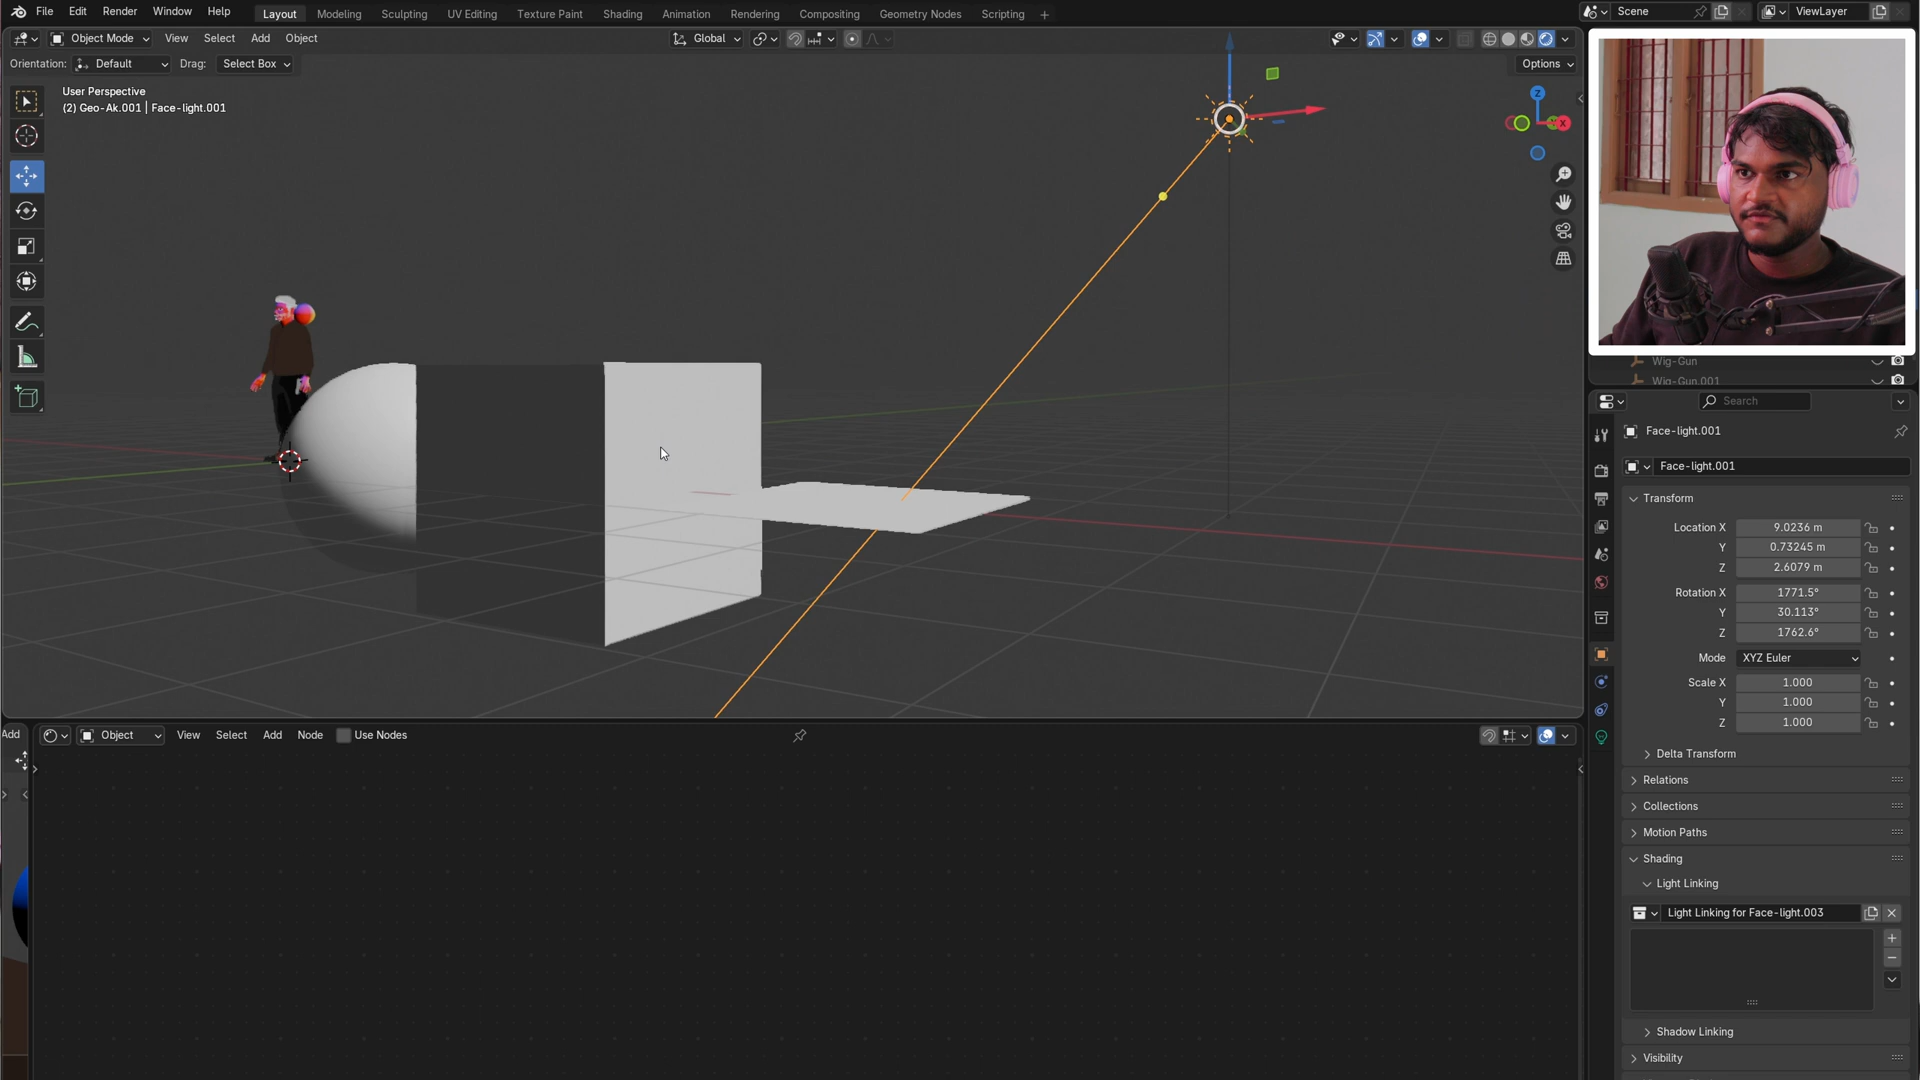 File Edit Render Window Help
Layout Modeling Sculpting UV Editing Texture Paint Shading Animation Rendering Compositing Geometry Nodes Scripting +
Scene
ViewLayer
Object Mode View Select Add Object
Global
Orientation: Default Drag: Select Box
Options
User Perspective
(2) Geo-Ak.001 | Face-light.001
Z
X
Wig-Gun
Wig-Gun.001
Search
Face-light.001
Face-light.001
Transform
Location X 9.0236 m
Y 0.73245 m
Z 2.6079 m
Rotation X 1771.5°
Y 30.113°
Z 1762.6°
Mode XYZ Euler
Scale X 1.000
Y 1.000
Z 1.000
Delta Transform
Relations
Collections
Motion Paths
Shading
Light Linking
Light Linking for Face-light.003
Shadow Linking
Visibility
Add
Object View Select Add Node Use Nodes